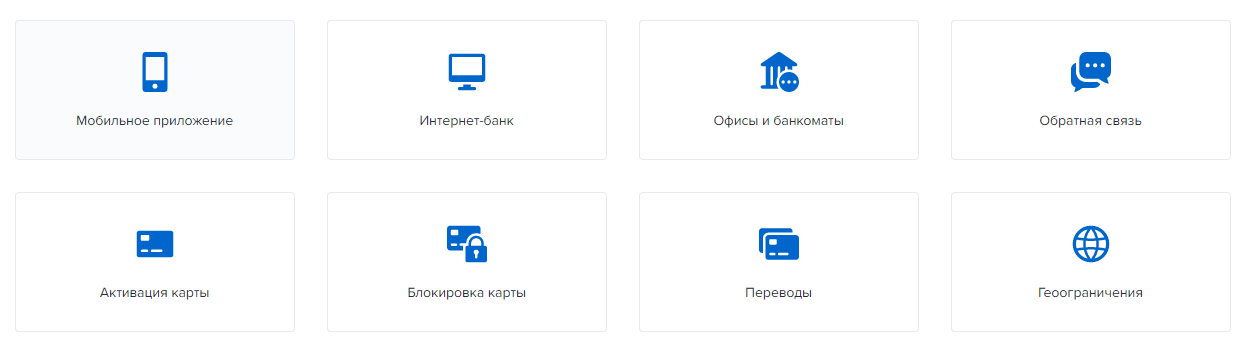 Мобильное приложение
Интернет-банк
Офисы и банкоматы
Обратная связь
Активация карты
Блокировка карты
Переводы
Геоограничения